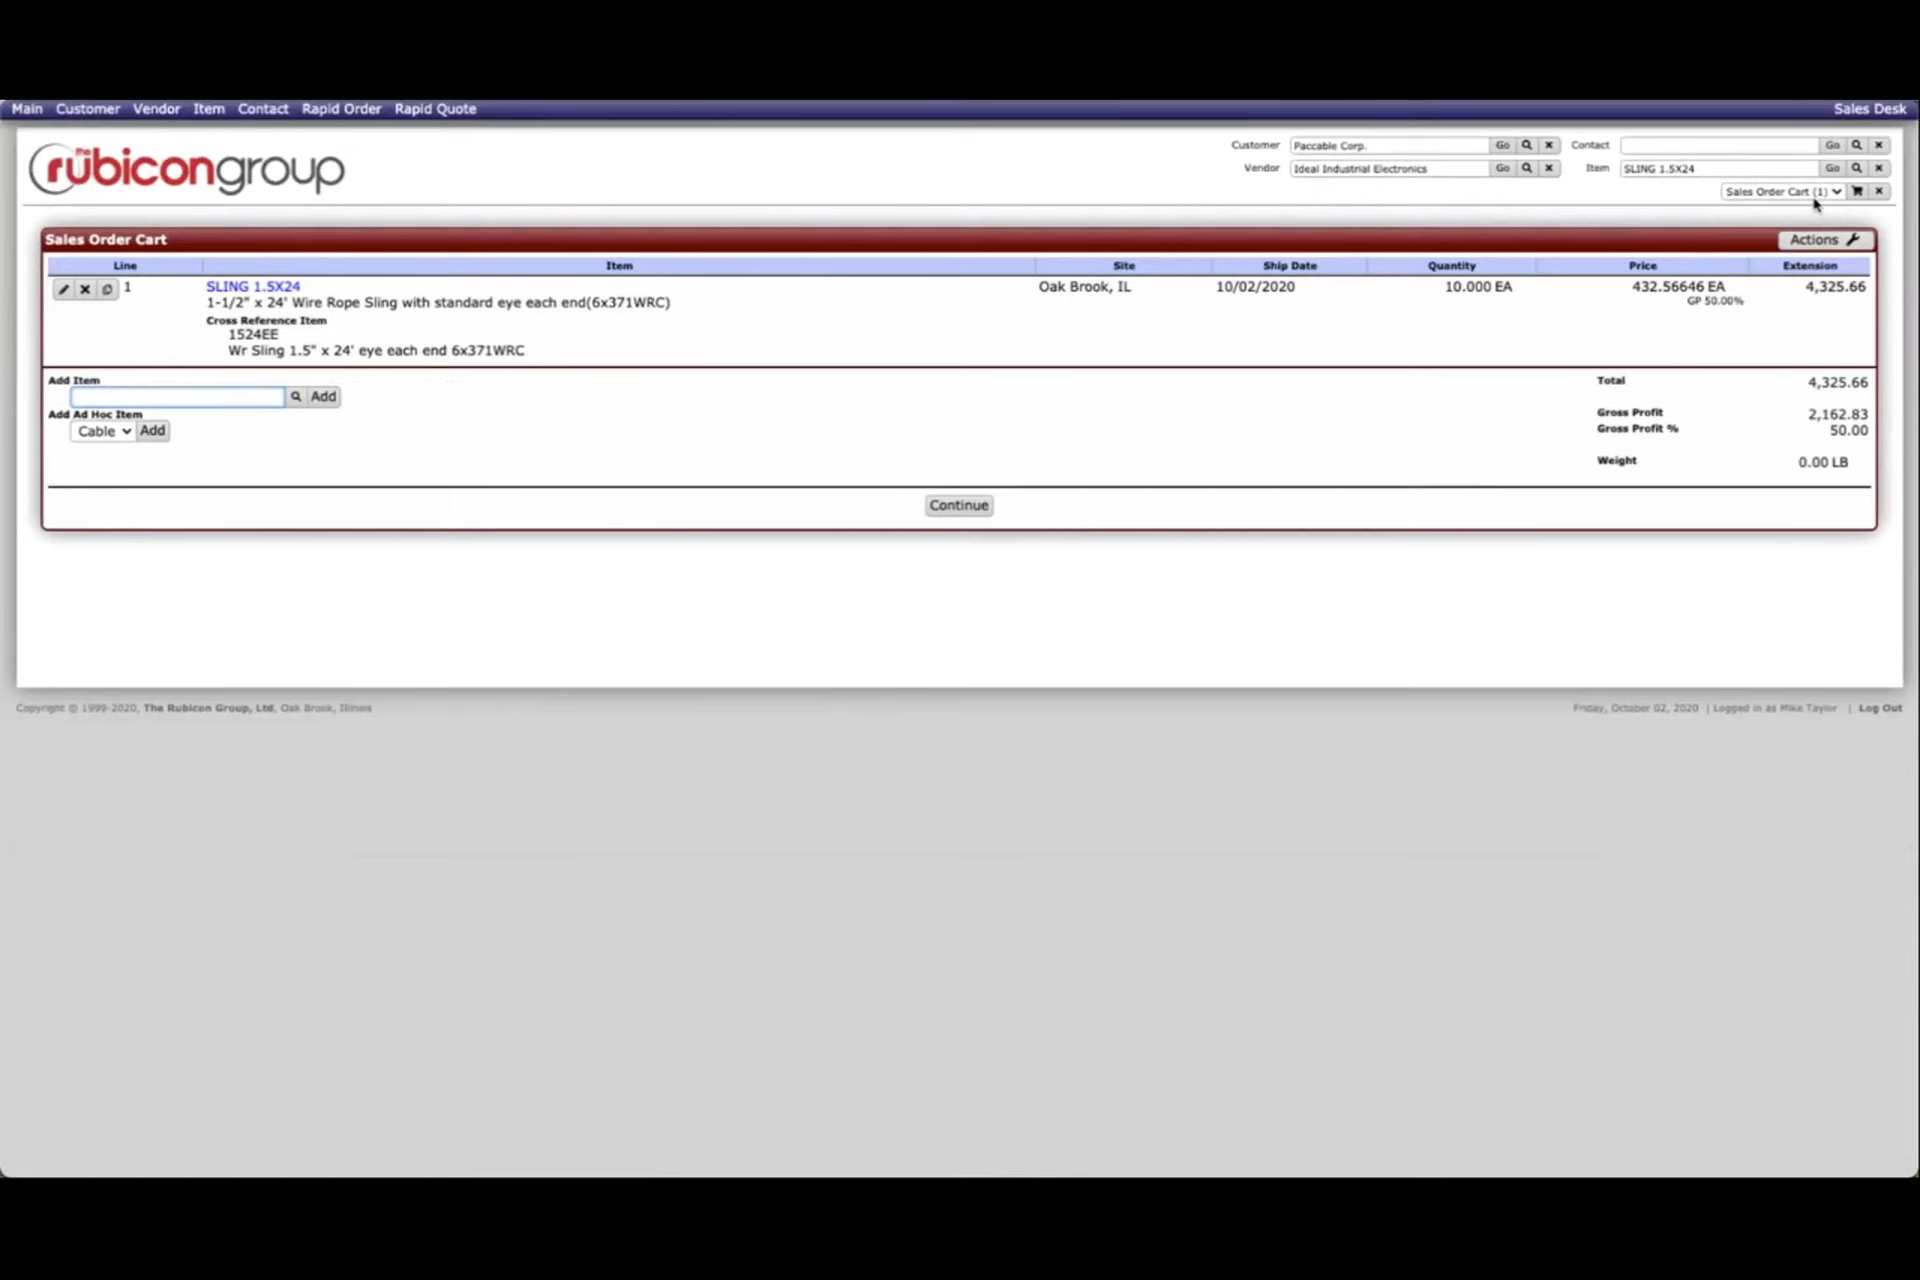 Main Customer Vendor Item Contact Rapid Order Rapid Quote Sales Desk
the rubicongroup
Customer Paccable Corp. Go Contact Go
Vendor Ideal Industrial Electronics Go Item SLING 1.5X24 Go
Sales Order Cart (1)
Sales Order Cart Actions
Line Item Site Ship Date Quantity Price Extension
1 SLING 1.5X24 Oak Brook, IL 10/02/2020 10.000 EA 432.56646 EA 4,325.66
1-1/2" x 24' Wire Rope Sling with standard eye each end(6x371WRC) GP 50.00%
Cross Reference Item
1524EE
Wr Sling 1.5" x 24' eye each end 6x371WRC
Add Item Total 4,325.66
Add
Add Ad Hoc Item Gross Profit 2,162.83
Cable Add Gross Profit % 50.00
Weight 0.00 LB
Continue
Copyright © 1999-2020, The Rubicon Group, Ltd, Oak Brook, Illinois Friday, October 02, 2020 | Logged in as Mike Taylor | Log Out